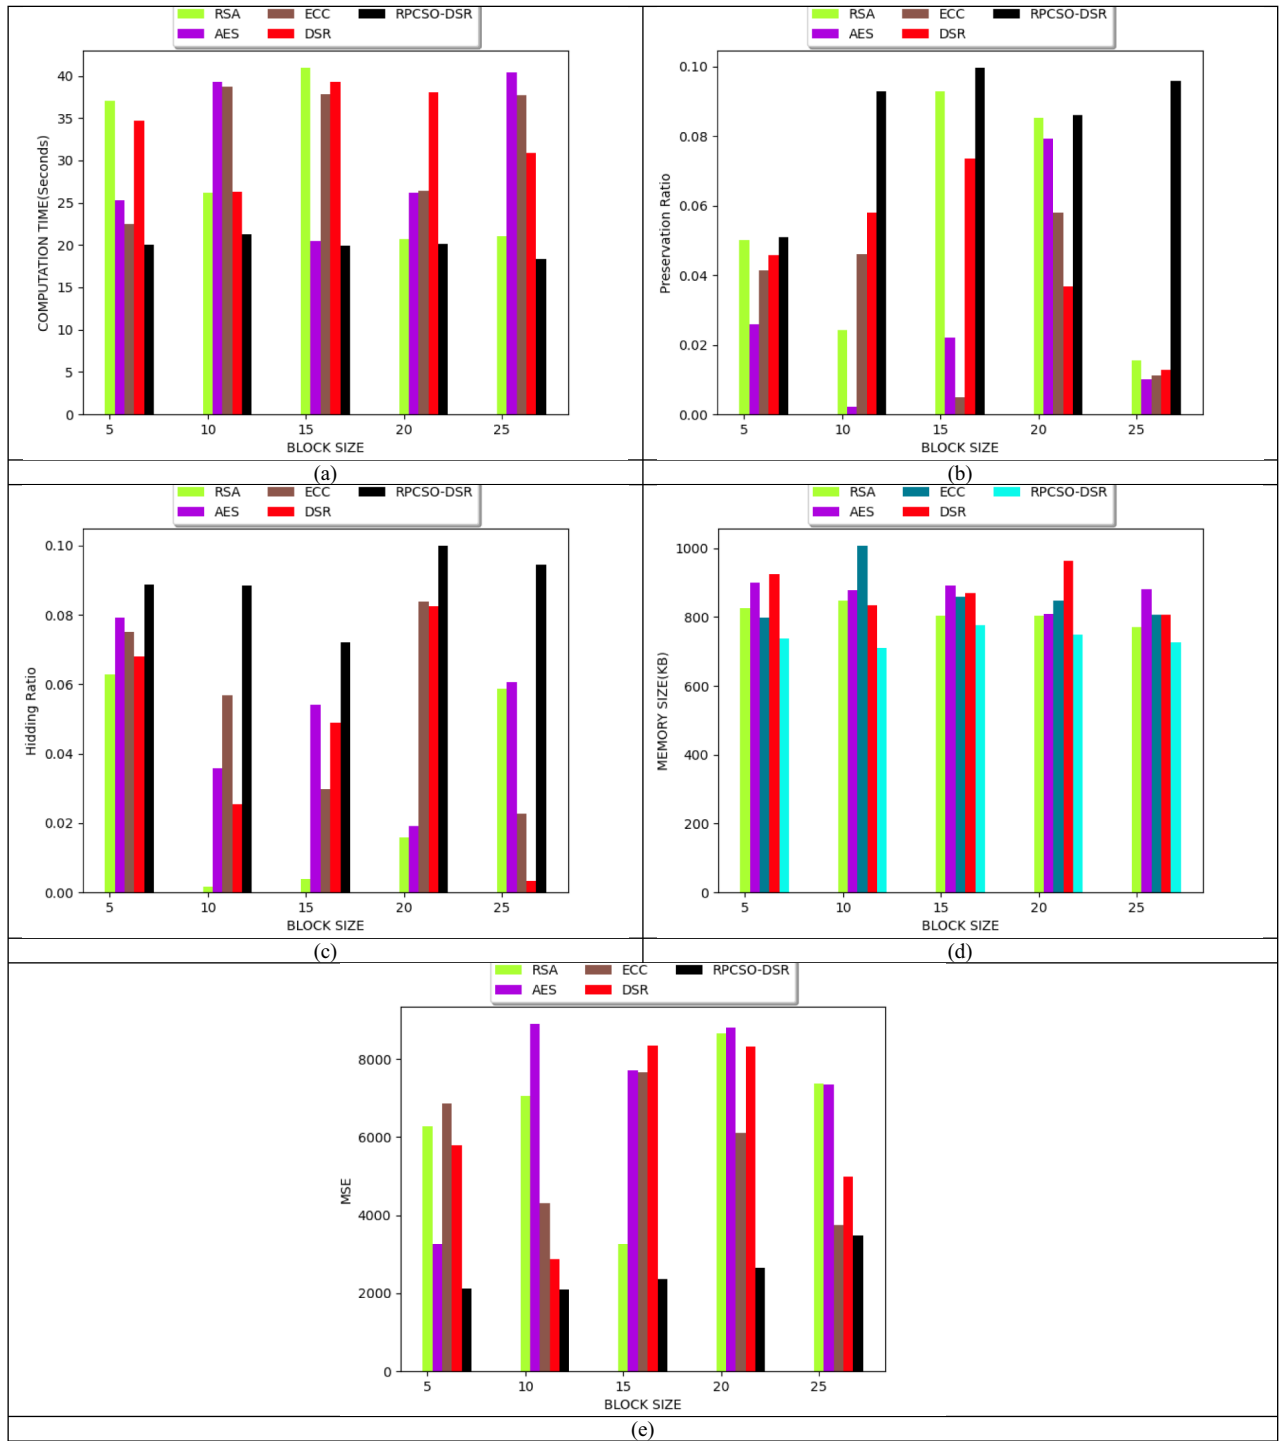 RSA ECC RPCSO-DSR
AES DSR
40
35
30
25
20
15
10
5
0
COMPUTATION TIME(Seconds)
5 10 15 20 25
BLOCK SIZE
(a)
RSA ECC RPCSO-DSR
AES DSR
0.10
0.08
0.06
0.04
0.02
0.00
Preservation Ratio
5 10 15 20 25
BLOCK SIZE
(b)
RSA ECC RPCSO-DSR
AES DSR
0.10
0.08
0.06
0.04
0.02
0.00
Hidding Ratio
5 10 15 20 25
BLOCK SIZE
(c)
RSA ECC RPCSO-DSR
AES DSR
1000
800
600
400
200
0
MEMORY SIZE(KB)
5 10 15 20 25
BLOCK SIZE
(d)
RSA ECC RPCSO-DSR
AES DSR
8000
6000
4000
2000
0
MSE
5 10 15 20 25
BLOCK SIZE
(e)